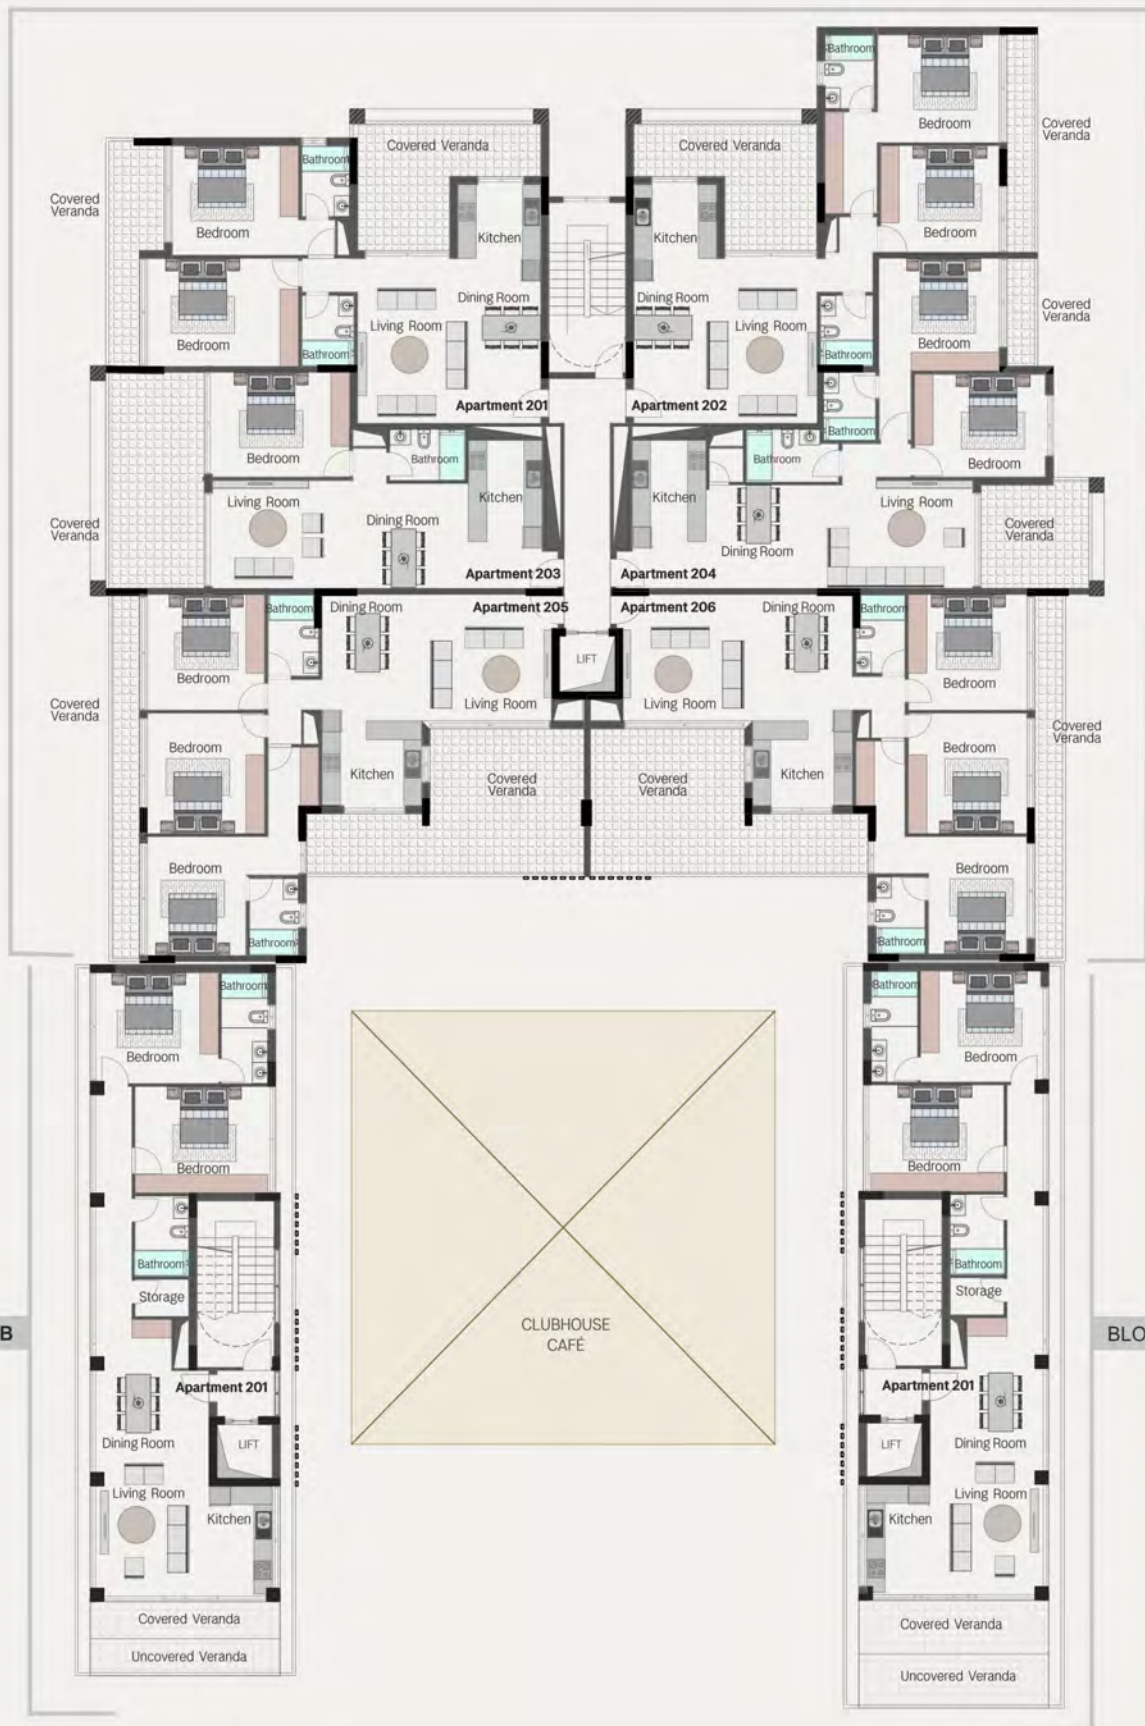 Bathroom
Bedroom
Covered
Veranda
Covered Veranda
Covered Veranda
Bathroom
Bedroom
Covered
Veranda
Bedroom
Kitchen
Kitchen
Dining Room
Dining Room
Bedroom
Covered
Veranda
Living Room
Living Room
Bedroom
Bathroom
Bathroom
Apartment 201
Apartment 202
Bathroom
Bedroom
Bathroom
Bathroom
Bedroom
Living Room
Kitchen
Kitchen
Living Room
Covered
Veranda
Dining Room
Dining Room
Covered
Veranda
Apartment 203
Apartment 204
Bathroom
Dining Room
Apartment 205
Apartment 206
Dining Room
Bathroom
LIFT
Bedroom
Bedroom
Covered
Veranda
Living Room
Living Room
Covered
Veranda
Bedroom
Bedroom
Kitchen
Covered
Veranda
Covered
Veranda
Kitchen
Bedroom
Bedroom
Bathroom
Bathroom
Bathroom
Bathroom
Bedroom
Bedroom
Bedroom
Bedroom
Bathroom
Bathroom
Storage
Storage
CLUBHOUSE
CAFÉ
B
BLO
Apartment 201
Apartment 201
Dining Room
LIFT
LIFT
Dining Room
Living Room
Living Room
Kitchen
Kitchen
Covered Veranda
Covered Veranda
Uncovered Veranda
Uncovered Veranda